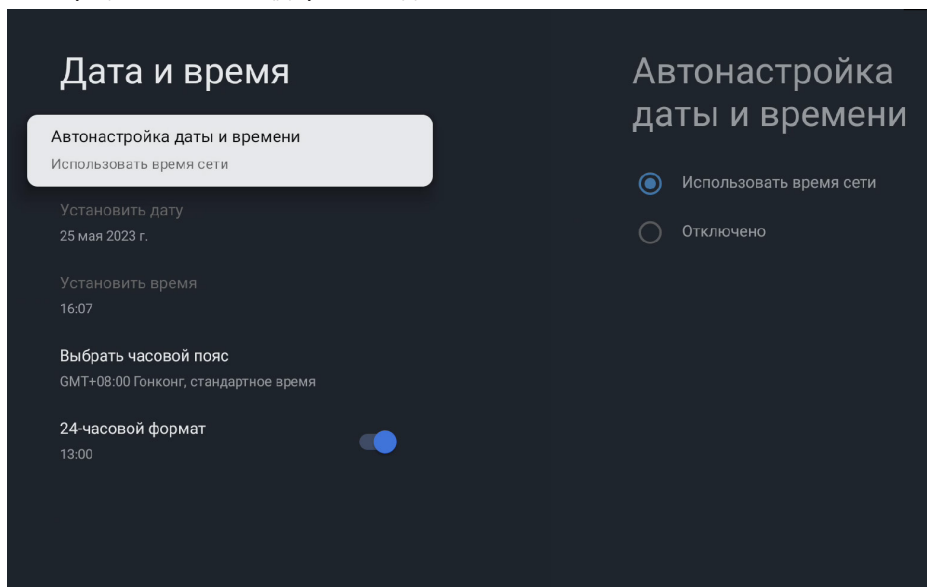 Дата и время
Автонастройка даты и времени
Использовать время сети
Установить дату
25 мая 2023 г.
Установить время
16:07
Выбрать часовой пояс
GMT+08:00 Гонконг, стандартное время
24-часовой формат
13:00
Автонастройка
даты и времени
Использовать время сети
Отключено